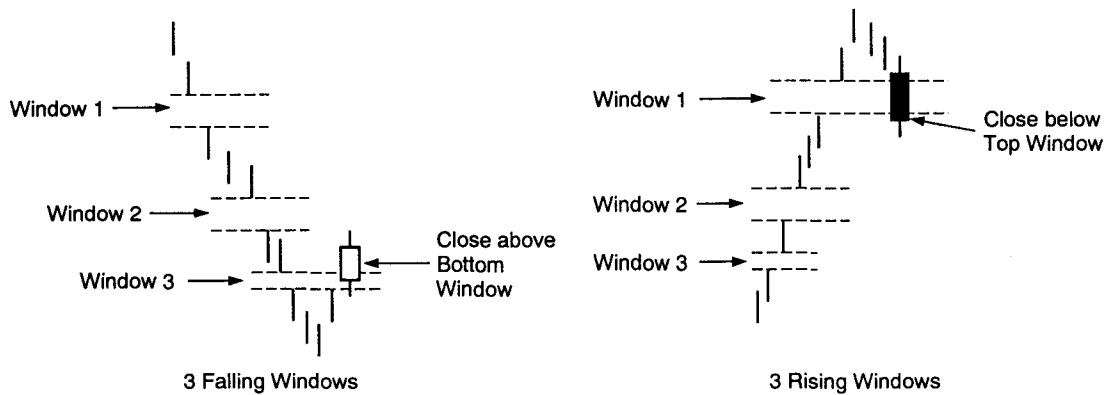 Window 1
Window 2
Window 3
Close above
Bottom
Window
3 Falling Windows
Window 1
Close below
Top Window
Window 2
Window 3
3 Rising Windows